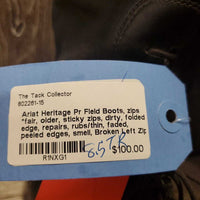 The Tack Collector
802261-15
Ariat Heritage Pr Field Boots, zips
*fair, older, sticky zips, dirty, folded
edge, repairs, rubs/thin, faded,
peeled edges, smell, Broken Left Zip
$100.00
R1NXG1